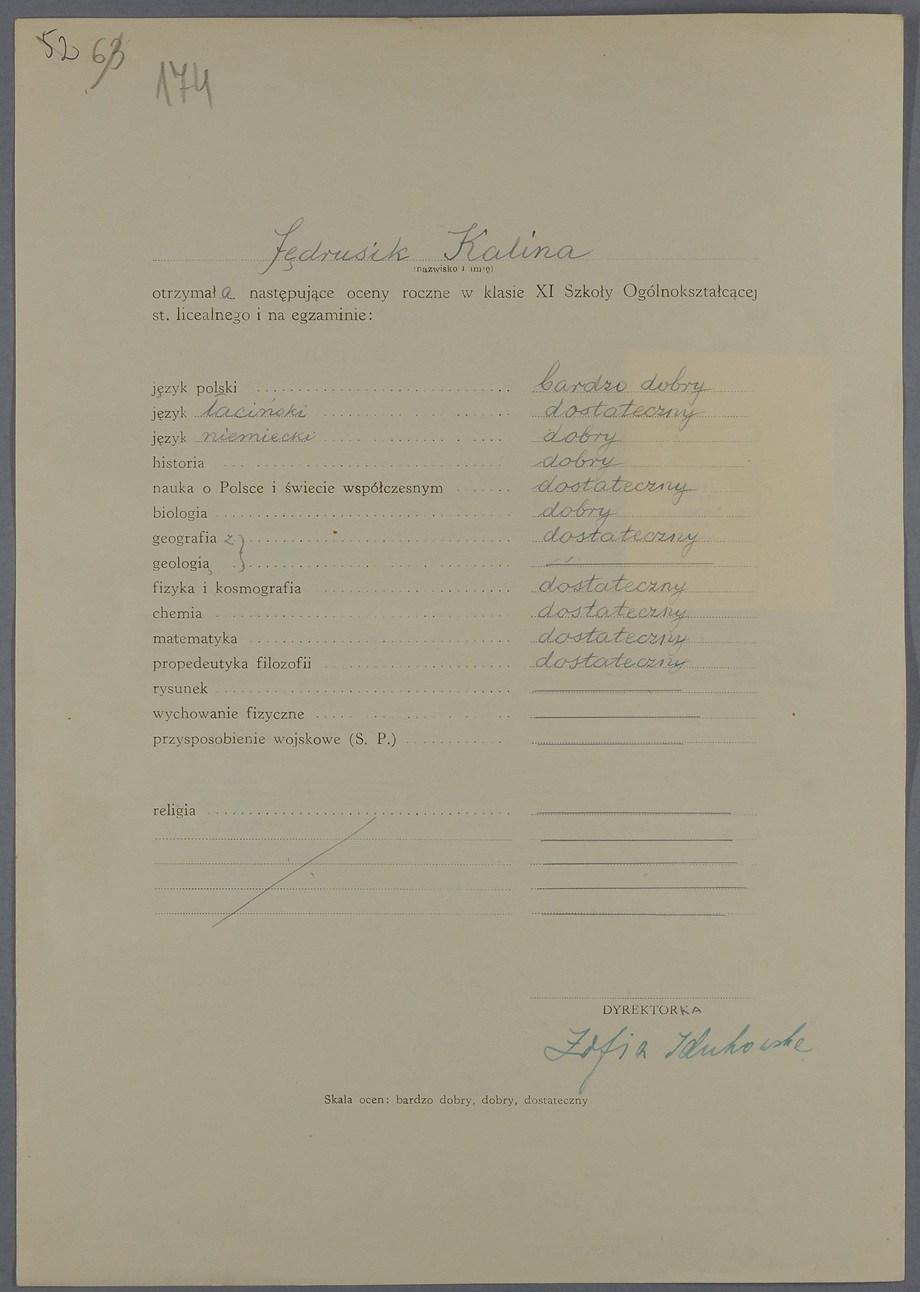 52 63
174
Jędrusik Kalina
(nazwisko i imię)
otrzymał a następujące oceny roczne w klasie XI Szkoły Ogólnokształcącej
st. licealnego i na egzaminie:
język polski bardzo dobry
język łaciński dostateczny
język niemiecki dobry
historia dobry
nauka o Polsce i świecie współczesnym dostateczny
biologia dobry
geografia z dostateczny
geologią
fizyka i kosmografia dostateczny
chemia dostateczny
matematyka dostateczny
propedeutyka filozofii dostateczny
rysunek
wychowanie fizyczne
przysposobienie wojskowe (S. P.)
religia
DYREKTORKA
Zofia
Skala ocen: bardzo dobry, dobry, dostateczny